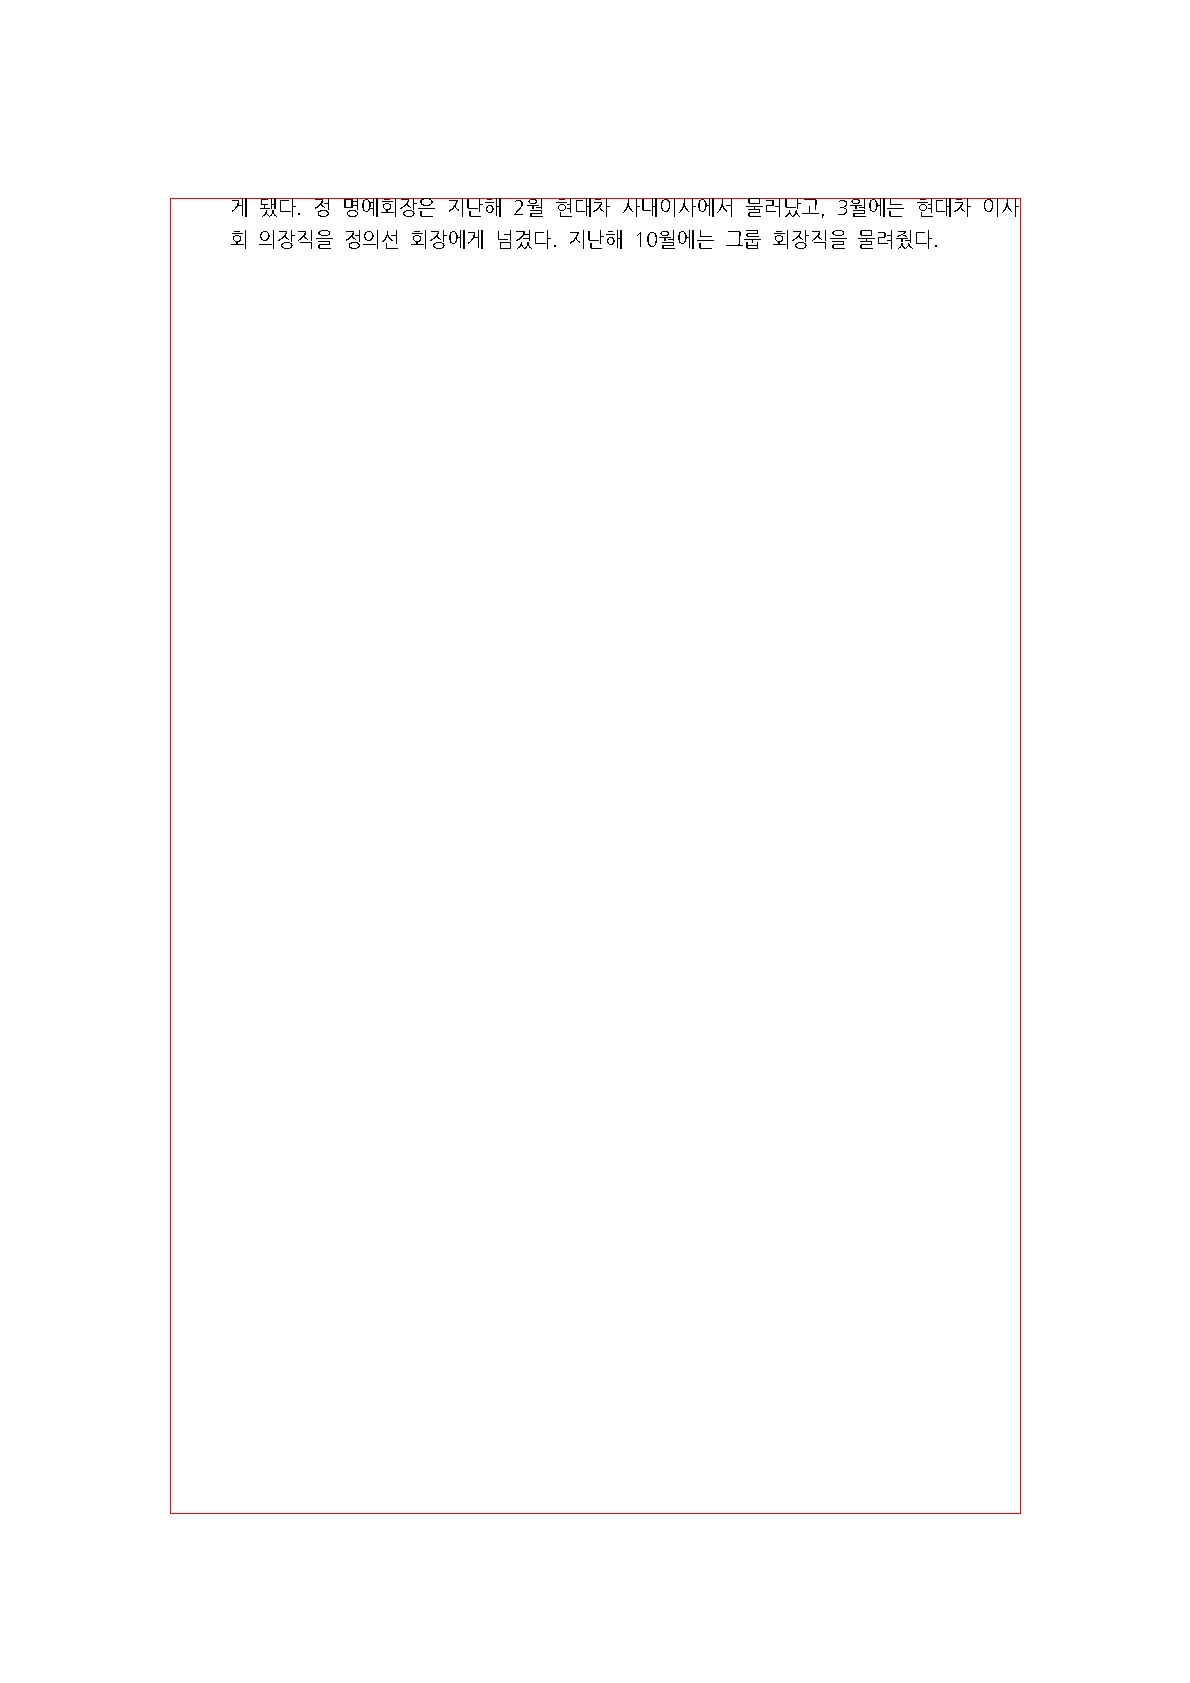 게 됐다. 정 명예회장은 지난해 2월 현대차 사내이사에서 물러났고, 3월에는 현대차 이사
회 의장직을 정의선 회장에게 넘겼다. 지난해 10월에는 그룹 회장직을 물려줬다.